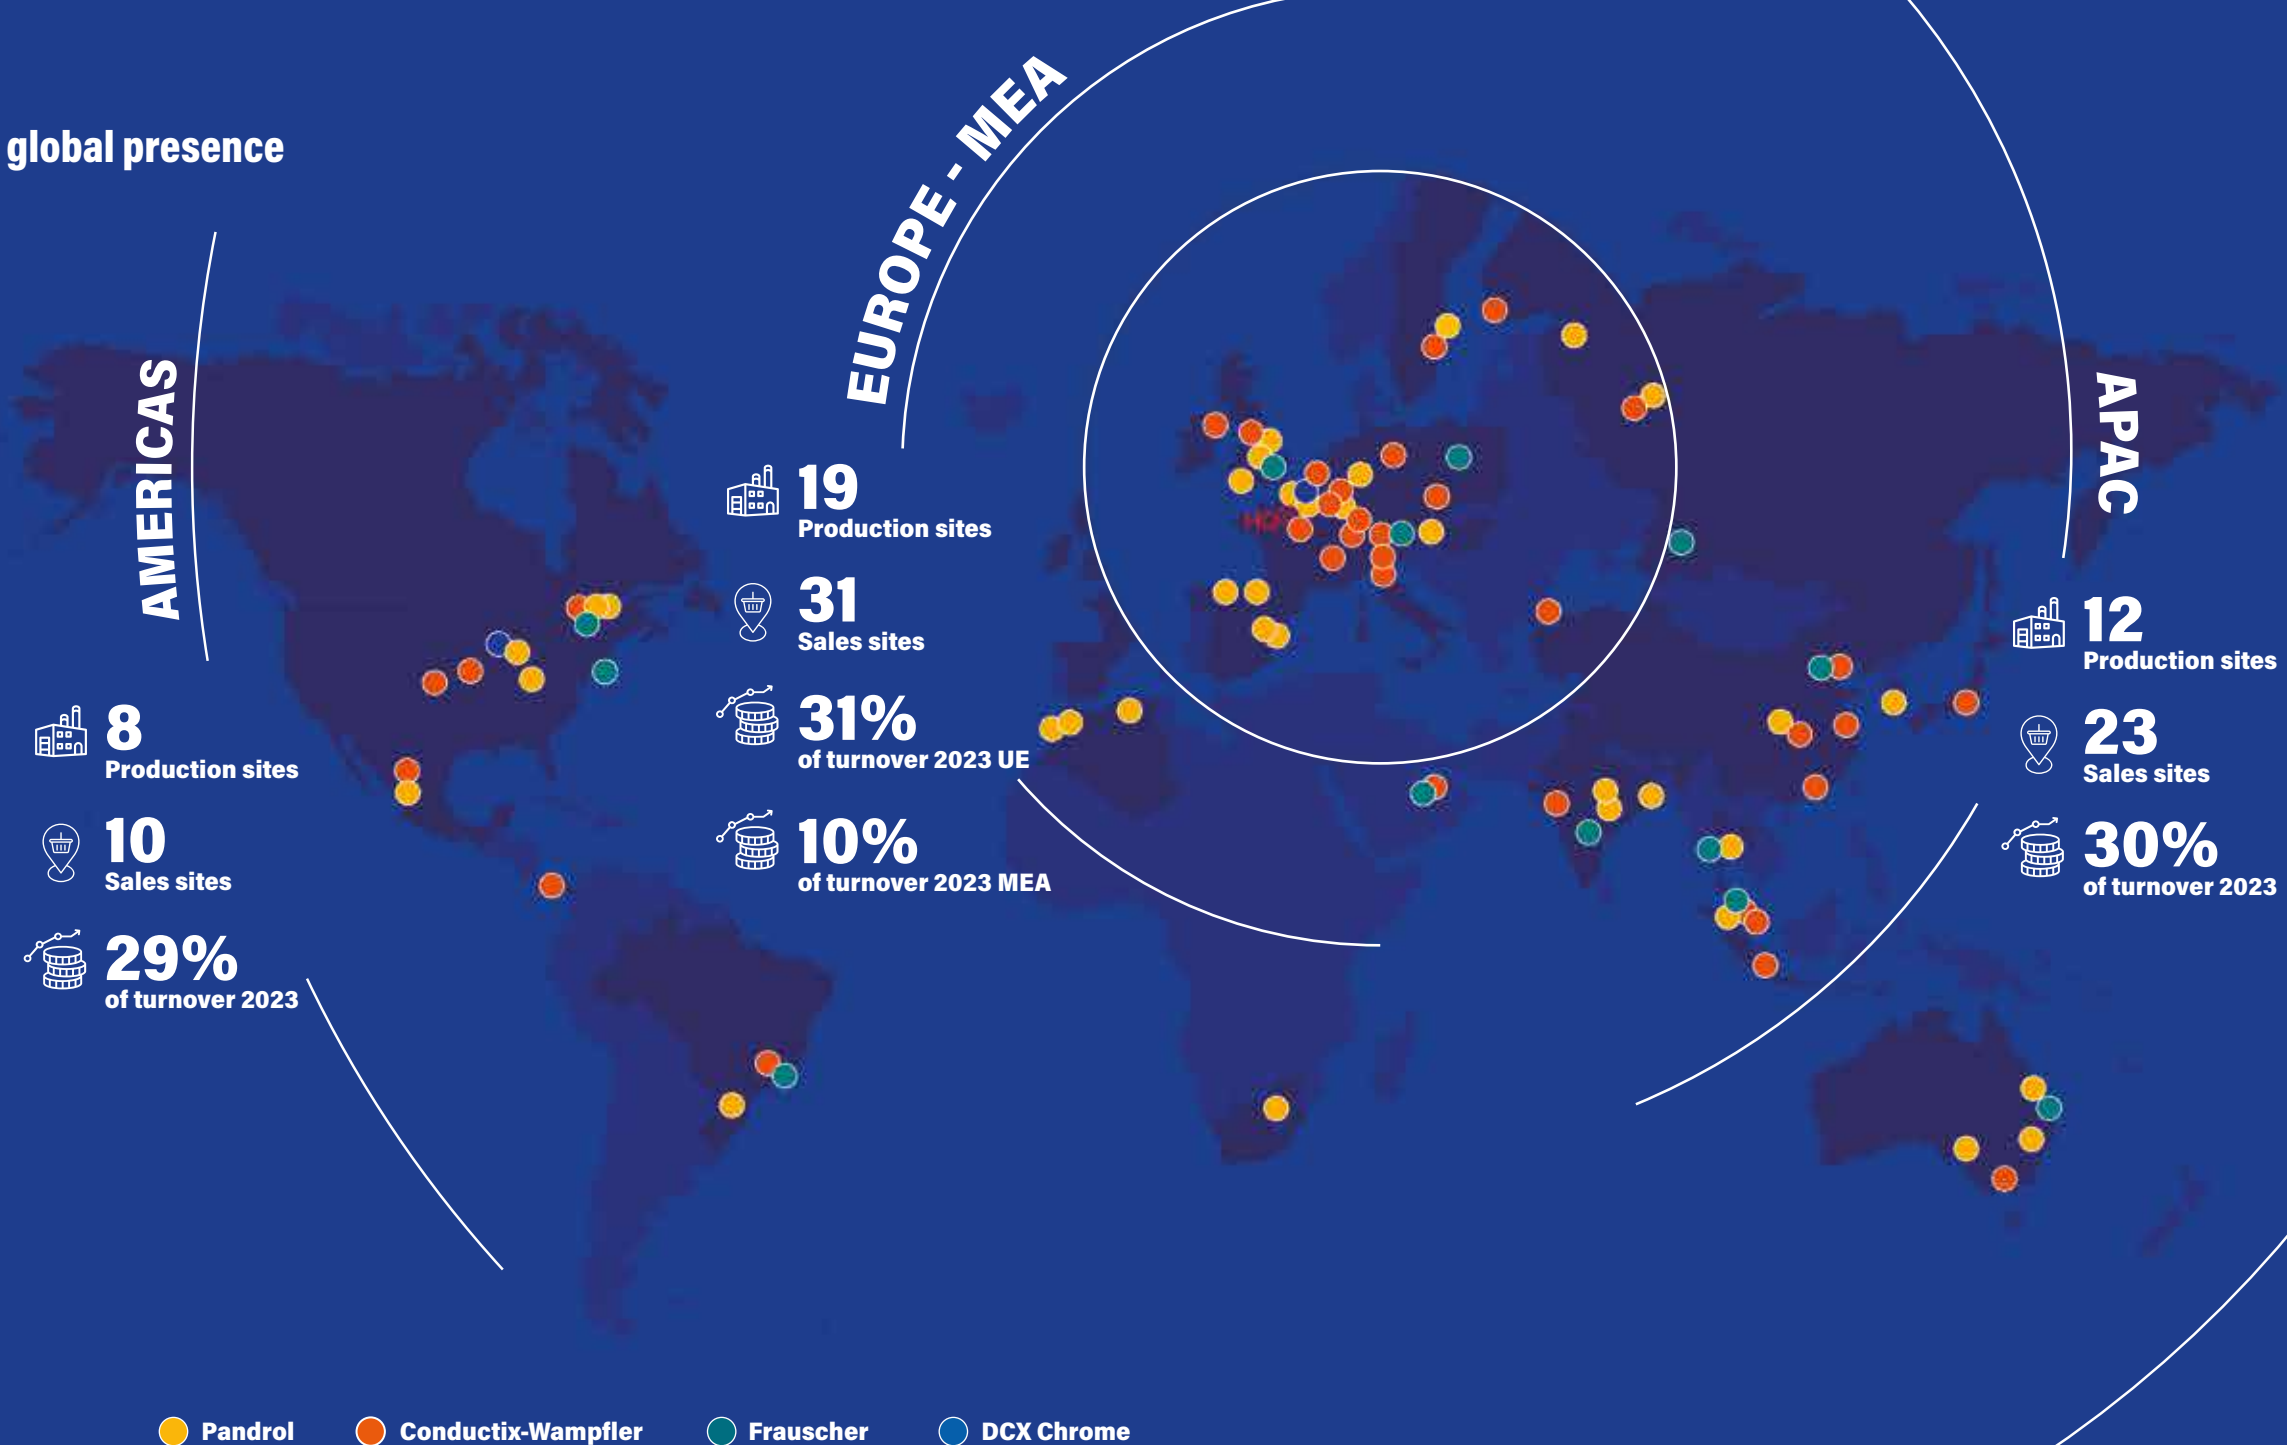 global presence
AMERICAS
8
Production sites
10
Sales sites
29%
of turnover 2023
EUROPE - MEA
19
Production sites
31
Sales sites
31%
of turnover 2023 UE
10%
of turnover 2023 MEA
APAC
12
Production sites
23
Sales sites
30%
of turnover 2023
Pandrol
Conductix-Wampfler
Frauscher
DCX Chrome